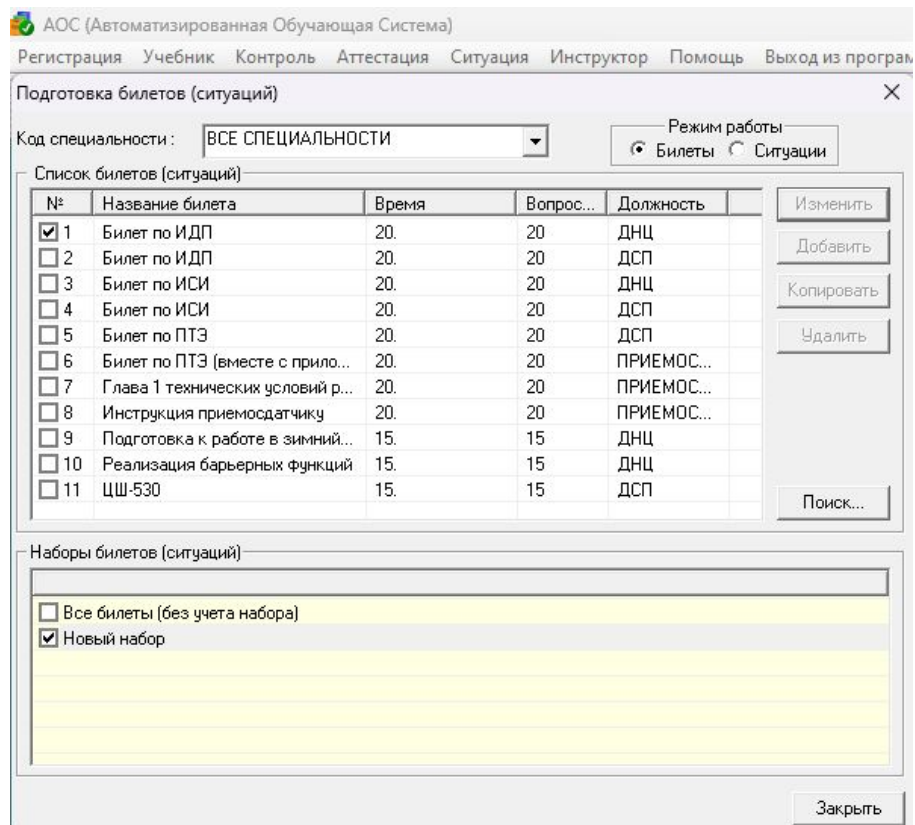 АОС (Автоматизированная Обучающая Система)
Регистрация Учебник Контроль Аттестация Ситуация Инструктор Помощь Выход из програм
Подготовка билетов (ситуаций)
Код специальности : ВСЕ СПЕЦИАЛЬНОСТИ
Режим работы
Билеты Ситуации
Список билетов (ситуаций)
№ Название билета Время Вопрос... Должность
1 Билет по ИДП 20. 20 ДНЦ
2 Билет по ИДП 20. 20 ДСП
3 Билет по ИСИ 20. 20 ДНЦ
4 Билет по ИСИ 20. 20 ДСП
5 Билет по ПТЭ 20. 20 ДСП
6 Билет по ПТЭ (вместе с прило... 20. 20 ПРИЕМОС...
7 Глава 1 технических условий р... 20. 20 ПРИЕМОС...
8 Инструкция приемосдатчику 20. 20 ПРИЕМОС...
9 Подготовка к работе в зимний... 15. 15 ДНЦ
10 Реализация барьерных функций 15. 15 ДНЦ
11 ЦШ-530 15. 15 ДСП
Изменить
Добавить
Копировать
Удалить
Поиск...
Наборы билетов (ситуаций)
Все билеты (без учета набора)
Новый набор
Закрыть